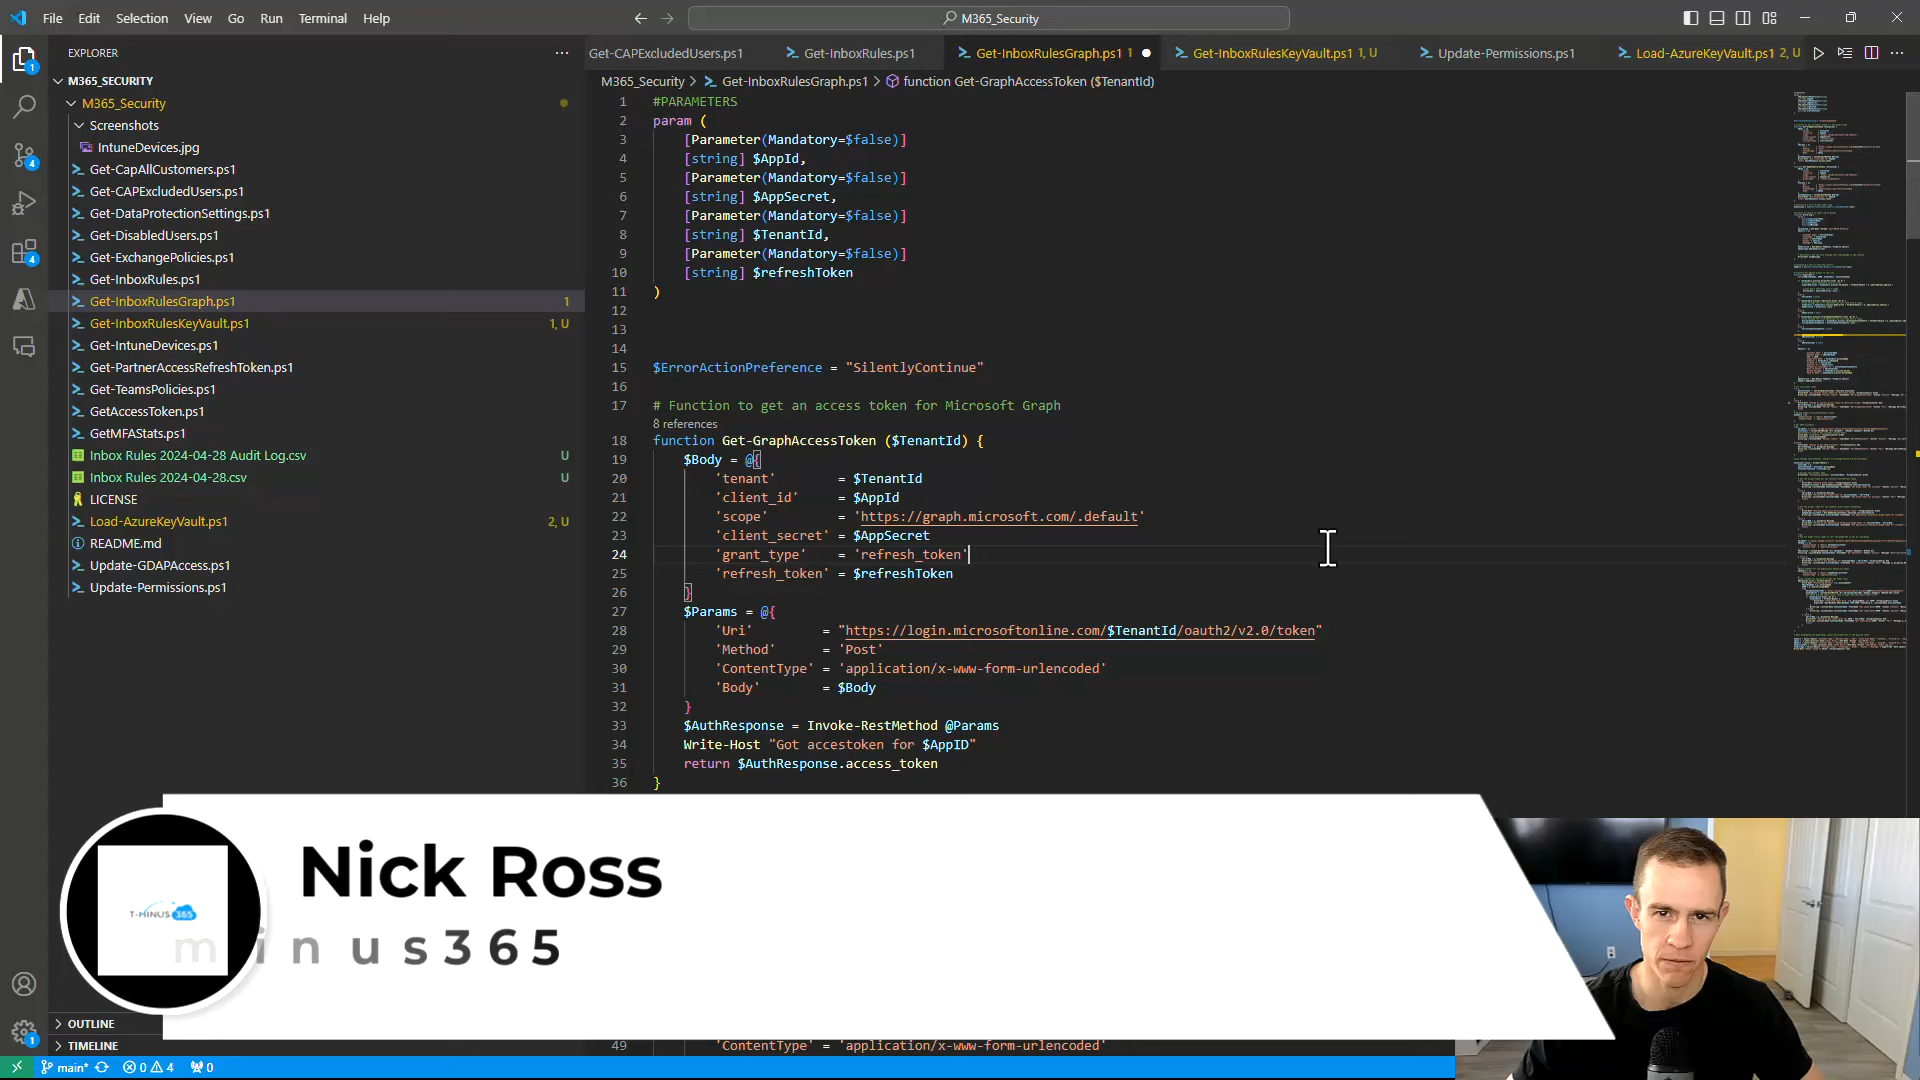 File Edit Selection View Go Run Terminal Help
M365_Security
EXPLORER
M365_SECURITY
M365_Security
Screenshots
IntuneDevices.jpg
Get-CapAllCustomers.ps1
Get-CAPExcludedUsers.ps1
Get-DataProtectionSettings.ps1
Get-DisabledUsers.ps1
Get-ExchangePolicies.ps1
Get-InboxRules.ps1
Get-InboxRulesGraph.ps1 1
Get-InboxRulesKeyVault.ps1 1, U
Get-IntuneDevices.ps1
Get-PartnerAccessRefreshToken.ps1
Get-TeamsPolicies.ps1
GetAccessToken.ps1
GetMFAStats.ps1
Inbox Rules 2024-04-28 Audit Log.csv U
Inbox Rules 2024-04-28.csv U
LICENSE
Load-AzureKeyVault.ps1 2, U
README.md
Update-GDAPAccess.ps1
Update-Permissions.ps1
OUTLINE
TIMELINE
1
4
4
1
Get-CAPExcludedUsers.ps1 Get-InboxRules.ps1 Get-InboxRulesGraph.ps1 1 Get-InboxRulesKeyVault.ps1 1, U Update-Permissions.ps1 Load-AzureKeyVault.ps1 2, U
M365_Security > Get-InboxRulesGraph.ps1 > function Get-GraphAccessToken ($TenantId)
1 #PARAMETERS
2 param (
3 [Parameter(Mandatory=$false)]
4 [string] $AppId,
5 [Parameter(Mandatory=$false)]
6 [string] $AppSecret,
7 [Parameter(Mandatory=$false)]
8 [string] $TenantId,
9 [Parameter(Mandatory=$false)]
10 [string] $refreshToken
11 )
12
13
14
15 $ErrorActionPreference = "SilentlyContinue"
16
17 # Function to get an access token for Microsoft Graph
8 references
18 function Get-GraphAccessToken ($TenantId) {
19 $Body = @{
20 'tenant' = $TenantId
21 'client_id' = $AppId
22 'scope' = 'https://graph.microsoft.com/.default'
23 'client_secret' = $AppSecret
24 'grant_type' = 'refresh_token'
25 'refresh_token' = $refreshToken
26 }
27 $Params = @{
28 'Uri' = "https://login.microsoftonline.com/$TenantId/oauth2/v2.0/token"
29 'Method' = 'Post'
30 'ContentType' = 'application/x-www-form-urlencoded'
31 'Body' = $Body
32 }
33 $AuthResponse = Invoke-RestMethod @Params
34 Write-Host "Got accestoken for $AppID"
35 return $AuthResponse.access_token
36 }
49 'ContentType' = 'application/x-www-form-urlencoded'
T-MINUS 365
Nick Ross
minus365
main* 0 4 0